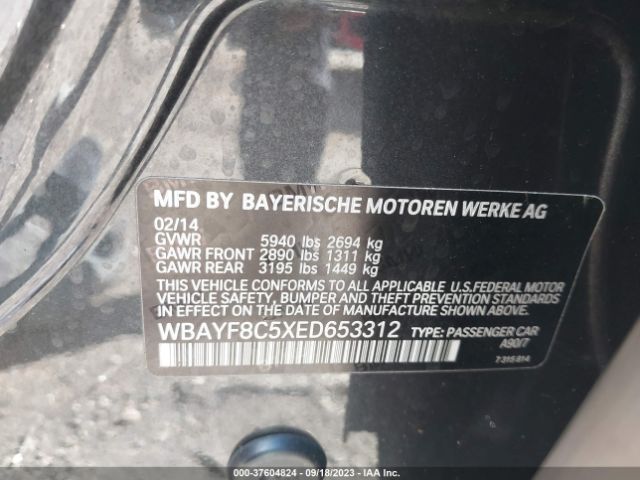 MFD BY BAYERISCHE MOTOREN WERKE AG
02/14
GVWR 5940 lbs 2694 kg
GAWR FRONT 2890 lbs 1311 kg
GAWR REAR 3195 lbs 1449 kg
THIS VEHICLE CONFORMS TO ALL APPLICABLE U.S.FEDERAL MOTOR
VEHICLE SAFETY, BUMPER AND THEFT PREVENTION STANDARDS IN
EFFECT ON THE DATE OF MANUFACTURE SHOWN ABOVE.
WBAYF8C5XED653312 TYPE: PASSENGER CAR
A90/7
7 315 814
000-37604824 - 09/18/2023 - IAA Inc.